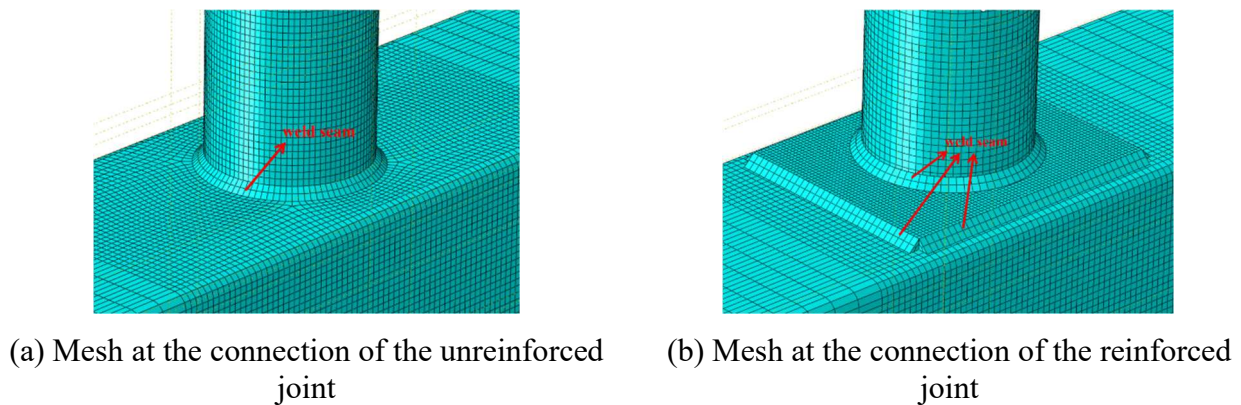 weld seam
weld seam
(a) Mesh at the connection of the unreinforced
joint
(b) Mesh at the connection of the reinforced
joint